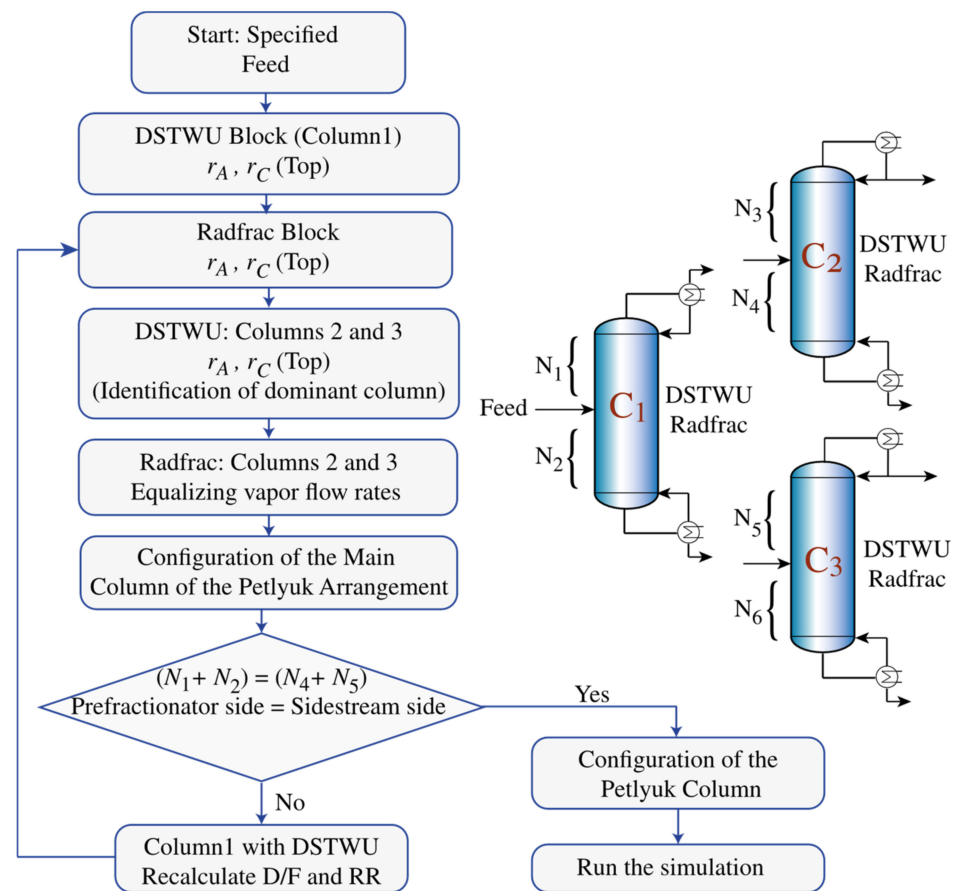 Start: Specified
Feed
DSTWU Block (Column1)
r_A , r_C (Top)
Radfrac Block
r_A , r_C (Top)
DSTWU: Columns 2 and 3
r_A , r_C (Top)
(Identification of dominant column)
Radfrac: Columns 2 and 3
Equalizing vapor flow rates
Configuration of the Main
Column of the Petlyuk Arrangement
(N₁+ N₂) = (N₄+ N₅)
Prefractionator side = Sidestream side
Yes
No
Configuration of the
Petlyuk Column
Column1 with DSTWU
Recalculate D/F and RR
Run the simulation
Feed
N₁
N₂
C₁
DSTWU
Radfrac
N₃
N₄
C₂
DSTWU
Radfrac
N₅
N₆
C₃
DSTWU
Radfrac